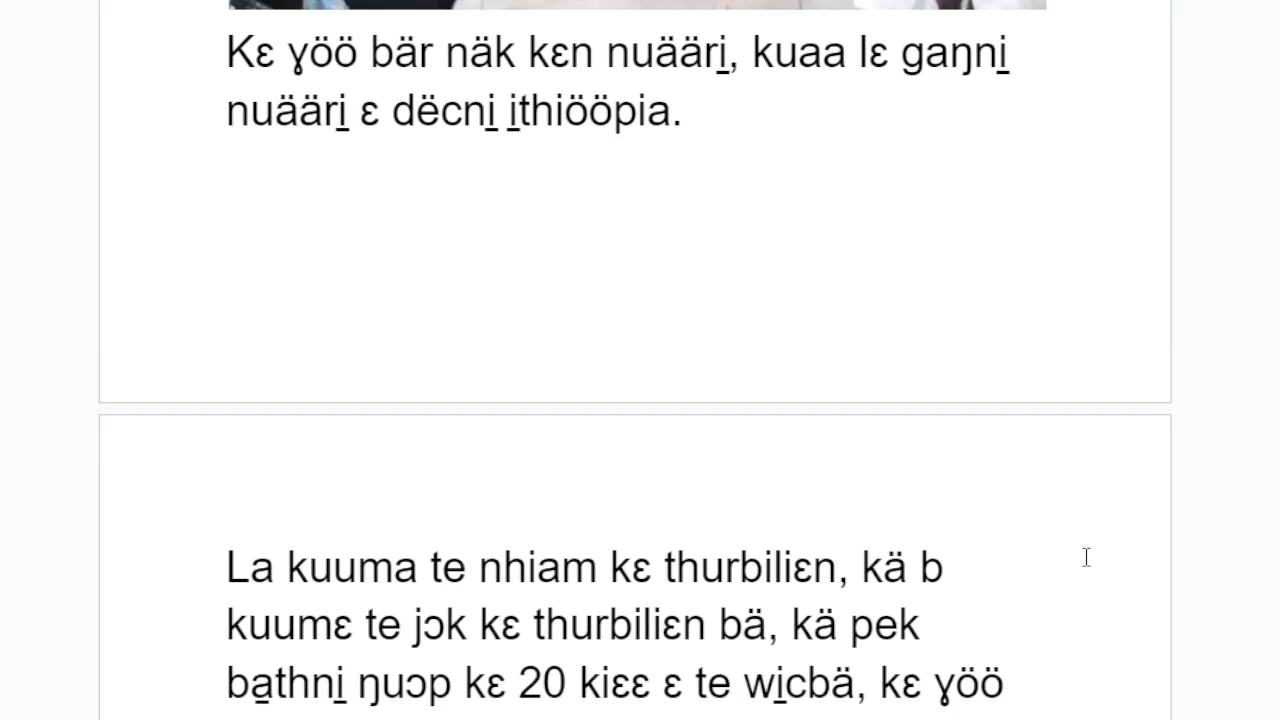 Kɛ ɣöö bär näk kɛn nuääri̱, kuaa lɛ gaŋni̱
nuääri̱ ɛ dëcni̱ i̱thiööpia.
La kuuma te nhiam kɛ thurbiliɛn, kä b
kuumɛ te jɔk kɛ thurbiliɛn bä, kä pek
ba̱thni̱ ŋuɔp kɛ 20 kiɛɛ ɛ te wi̱cbä, kɛ ɣöö